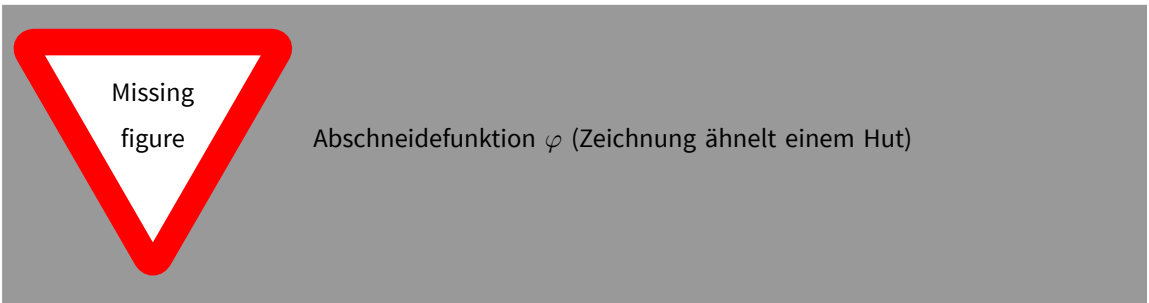 Missing
figure
Abschneidefunktion φ (Zeichnung ähnelt einem Hut)